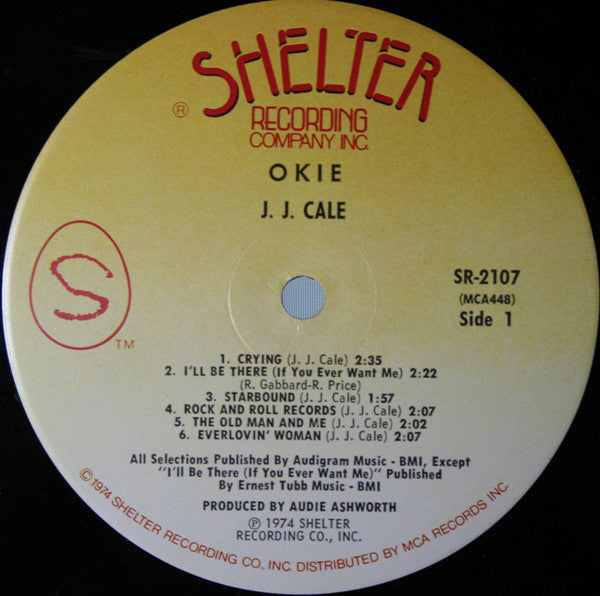 SHELTER
®
RECORDING
COMPANY INC.
OKIE
J. J. CALE
S
TM
SR-2107
(MCA448)
Side 1
1. CRYING (J. J. Cale) 2:35
2. I'LL BE THERE (If You Ever Want Me) 2:22
(R. Gabbard-R. Price)
3. STARBOUND (J. J. Cale) 1:57
4. ROCK AND ROLL RECORDS (J. J. Cale) 2:07
5. THE OLD MAN AND ME (J. J. Cale) 2:02
6. EVERLOVIN' WOMAN (J. J. Cale) 2:07
All Selections Published By Audigram Music - BMI, Except
"I'll Be There (If You Ever Want Me)" Published
By Ernest Tubb Music - BMI
PRODUCED BY AUDIE ASHWORTH
℗ 1974 SHELTER
RECORDING CO., INC.
© 1974 SHELTER RECORDING CO., INC. DISTRIBUTED BY MCA RECORDS INC.